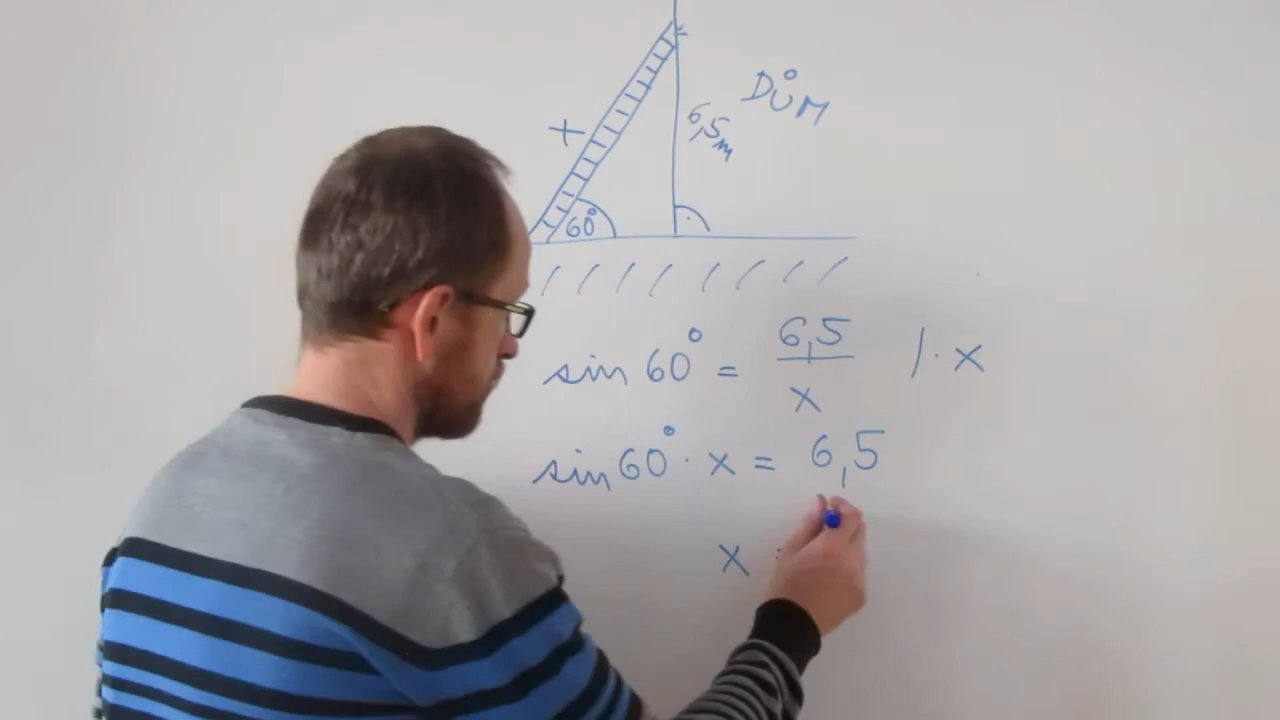 DŮM
x
6,5m
60°
sin 60° = 6,5/x /· x
sin 60° · x = 6,5
x